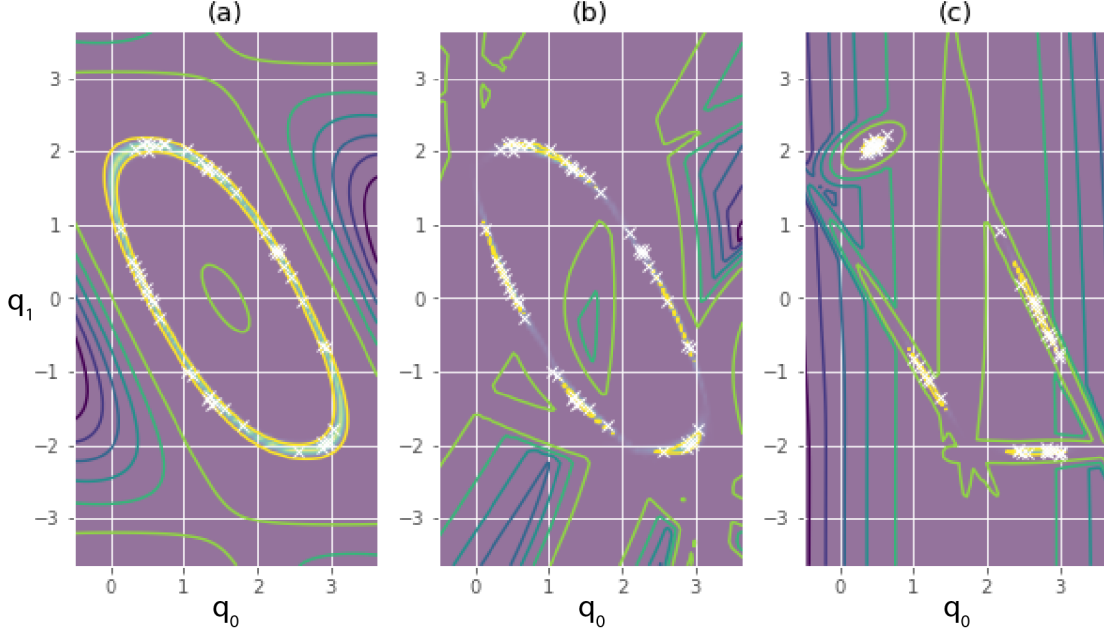 (a) (b) (c)
3 3 3
2 2 2
1 1 1
q₁ 0 0 0
−1 −1 −1
−2 −2 −2
−3 −3 −3
0 1 2 3 0 1 2 3 0 1 2 3
q₀ q₀ q₀